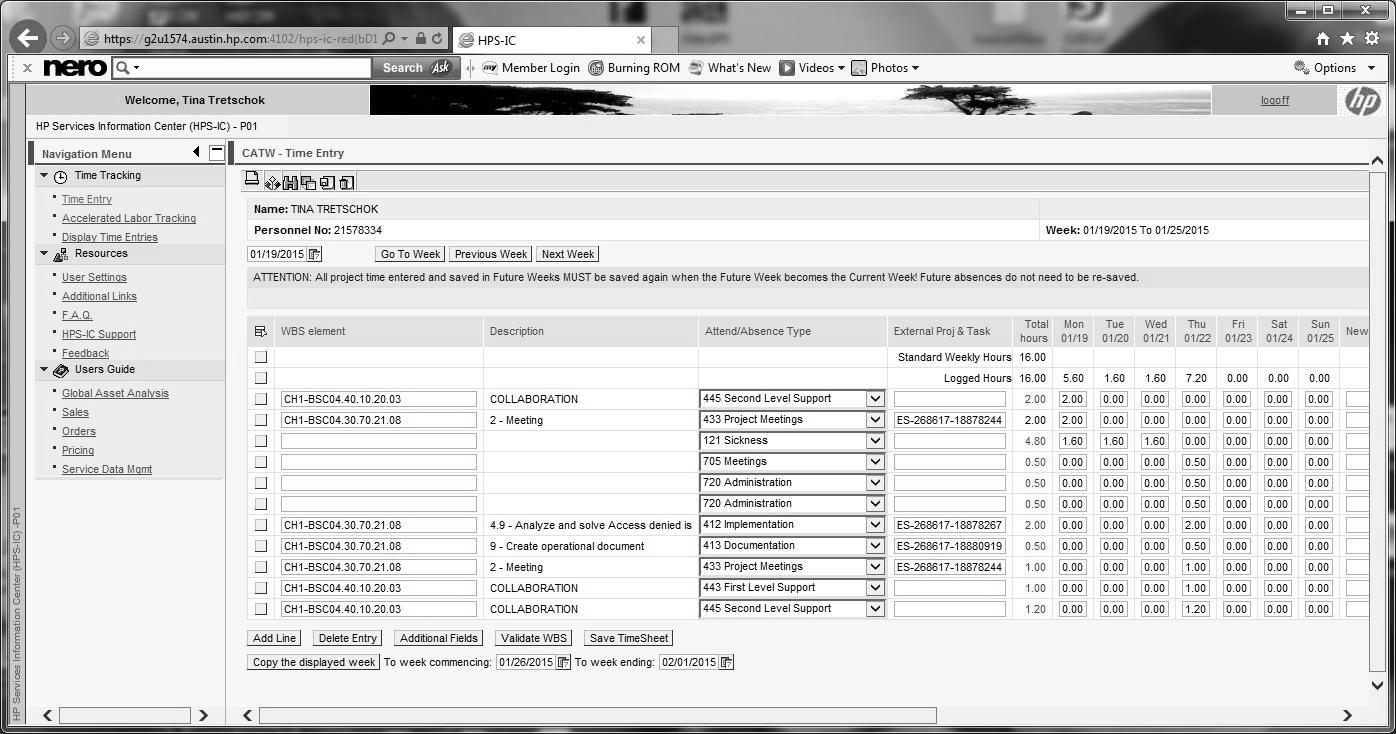 https://g2u1574.austin.hp.com:4102/hps-ic-red(bD1
HPS-IC
x nero Search Ask Member Login Burning ROM What's New Videos Photos Options
Welcome, Tina Tretschok logoff hp
HP Services Information Center (HPS-IC) - P01
Navigation Menu
Time Tracking
Time Entry
Accelerated Labor Tracking
Display Time Entries
Resources
User Settings
Additional Links
F.A.Q.
HPS-IC Support
Feedback
Users Guide
Global Asset Analysis
Sales
Orders
Pricing
Service Data Mgmt
HP Services Information Center (HPS-IC) -P01
CATW - Time Entry
Name: TINA TRETSCHOK
Personnel No: 21578334 Week: 01/19/2015 To 01/25/2015
01/19/2015 Go To Week Previous Week Next Week
ATTENTION: All project time entered and saved in Future Weeks MUST be saved again when the Future Week becomes the Current Week! Future absences do not need to be re-saved.
WBS element Description Attend/Absence Type External Proj & Task Total hours Mon 01/19 Tue 01/20 Wed 01/21 Thu 01/22 Fri 01/23 Sat 01/24 Sun 01/25 New
Standard Weekly Hours 16.00
Logged Hours 16.00 5.60 1.60 1.60 7.20 0.00 0.00 0.00
CH1-BSC04.40.10.20.03 COLLABORATION 445 Second Level Support 2.00 2.00 0.00 0.00 0.00 0.00 0.00 0.00
CH1-BSC04.30.70.21.08 2 - Meeting 433 Project Meetings ES-268617-18878244 2.00 2.00 0.00 0.00 0.00 0.00 0.00 0.00
121 Sickness 4.80 1.60 1.60 1.60 0.00 0.00 0.00 0.00
705 Meetings 0.50 0.00 0.00 0.00 0.50 0.00 0.00 0.00
720 Administration 0.50 0.00 0.00 0.00 0.50 0.00 0.00 0.00
720 Administration 0.50 0.00 0.00 0.00 0.50 0.00 0.00 0.00
CH1-BSC04.30.70.21.08 4.9 - Analyze and solve Access denied is 412 Implementation ES-268617-18878267 2.00 0.00 0.00 0.00 2.00 0.00 0.00 0.00
CH1-BSC04.30.70.21.08 9 - Create operational document 413 Documentation ES-268617-18880919 0.50 0.00 0.00 0.00 0.50 0.00 0.00 0.00
CH1-BSC04.30.70.21.08 2 - Meeting 433 Project Meetings ES-268617-18878244 1.00 0.00 0.00 0.00 1.00 0.00 0.00 0.00
CH1-BSC04.40.10.20.03 COLLABORATION 443 First Level Support 1.00 0.00 0.00 0.00 1.00 0.00 0.00 0.00
CH1-BSC04.40.10.20.03 COLLABORATION 445 Second Level Support 1.20 0.00 0.00 0.00 1.20 0.00 0.00 0.00
Add Line Delete Entry Additional Fields Validate WBS Save TimeSheet
Copy the displayed week To week commencing: 01/26/2015 To week ending: 02/01/2015